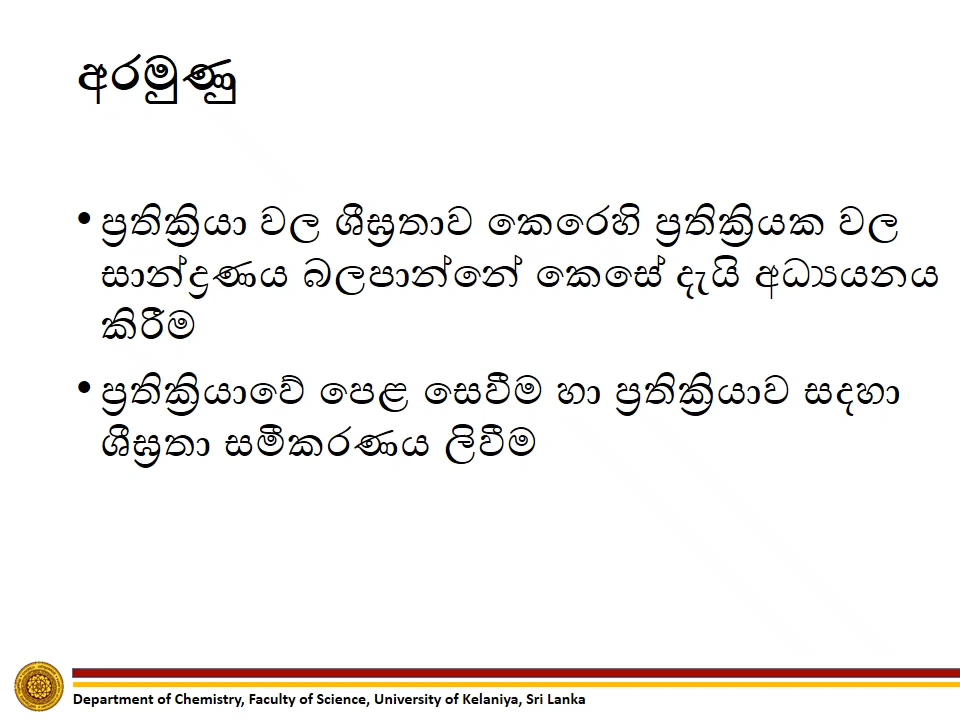 අරමුණු
• ප්‍රතික්‍රියා වල ශීඝ්‍රතාව කෙරෙහි ප්‍රතික්‍රියක වල
සාන්ද්‍රණය බලපාන්නේ කෙසේ දැයි අධ්‍යයනය
කිරීම
• ප්‍රතික්‍රියාවේ පෙළ සෙවීම හා ප්‍රතික්‍රියාව සදහා
ශීඝ්‍රතා සමීකරණය ලිවීම
Department of Chemistry, Faculty of Science, University of Kelaniya, Sri Lanka